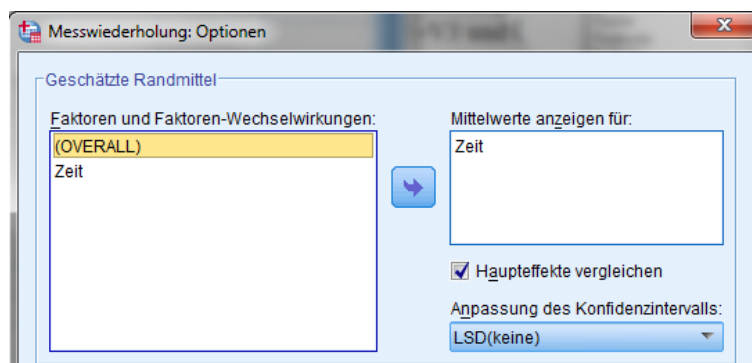 Messwiederholung: Optionen
Geschätzte Randmittel
Faktoren und Faktoren-Wechselwirkungen:
(OVERALL)
Zeit
Mittelwerte anzeigen für:
Zeit
Haupteffekte vergleichen
Anpassung des Konfidenzintervalls:
LSD(keine)